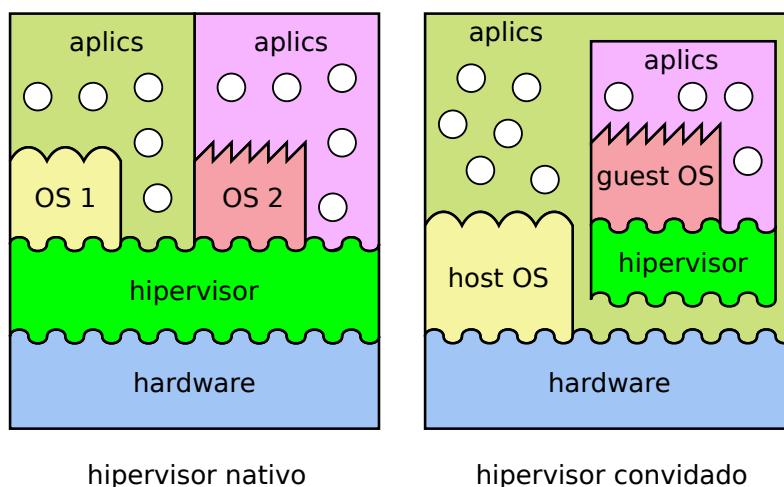 aplics
aplics
OS 1
OS 2
hipervisor
hardware
hipervisor nativo
aplics
aplics
guest OS
host OS
hipervisor
hardware
hipervisor convidado